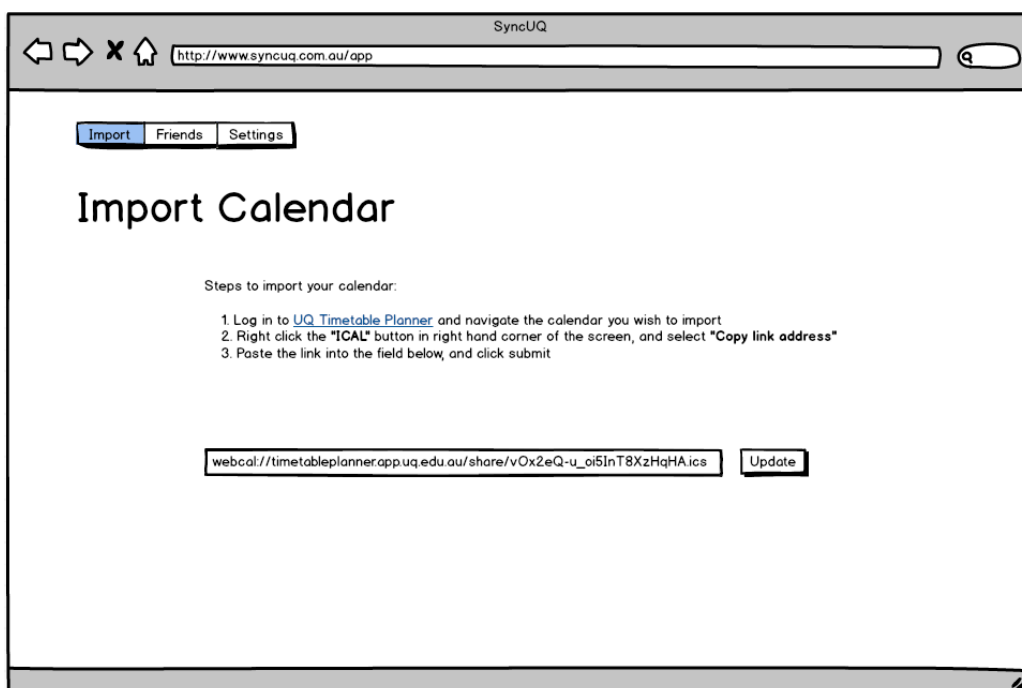 SyncUQ
http://www.syncuq.com.au/app
Import Friends Settings
Import Calendar
Steps to import your calendar:
1. Log in to UQ Timetable Planner and navigate the calendar you wish to import
2. Right click the "ICAL" button in right hand corner of the screen, and select "Copy link address"
3. Paste the link into the field below, and click submit
webcal://timetableplanner.app.uq.edu.au/share/vOx2eQ-u_oi5InT8XzHqHA.ics Update